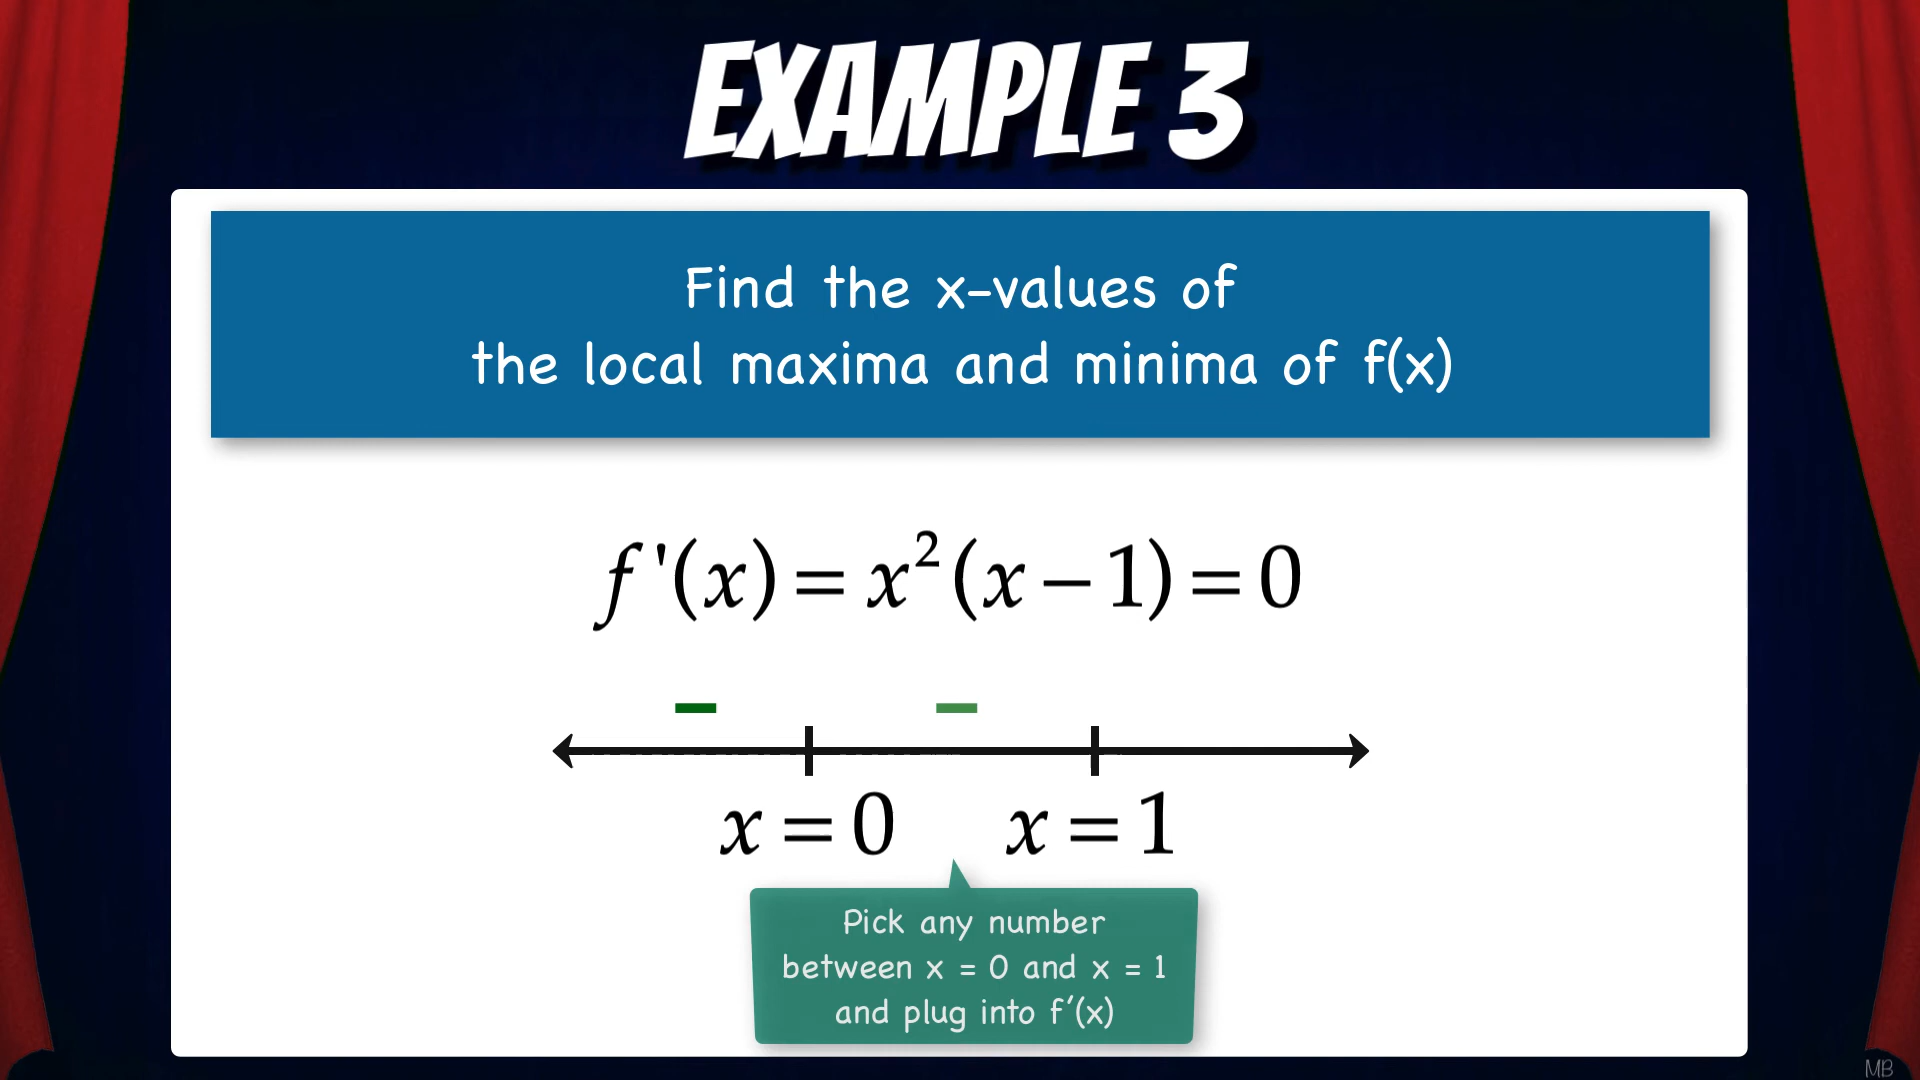 EXAMPLE 3
Find the x-values of
the local maxima and minima of f(x)
f'(x) = x²(x − 1) = 0
− −
x = 0 x = 1
Pick any number
between x = 0 and x = 1
and plug into f′(x)
MB